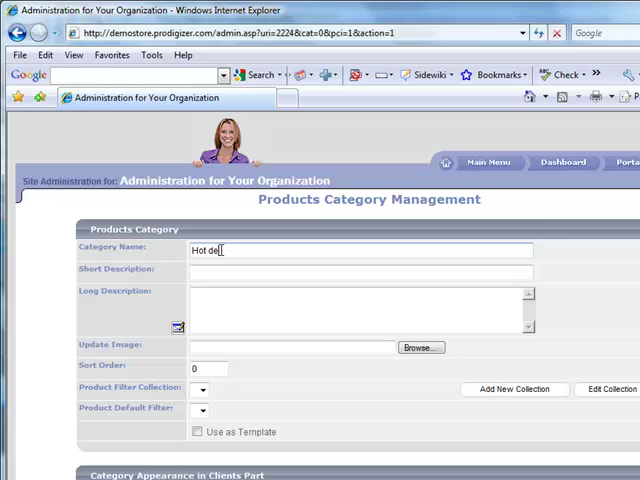 Administration for Your Organization - Windows Internet Explorer
http://demostore.prodigizer.com/admin.asp?uri=2224&cat=0&pci=1&action=1
Google
File Edit View Favorites Tools Help
Google Search Sidewiki Bookmarks Check »
Administration for Your Organization
Main Menu Dashboard Porta
Site Administration for: Administration for Your Organization
Products Category Management
Products Category
Category Name: Hot de
Short Description:
Long Description:
Update Image: Browse...
Sort Order: 0
Product Filter Collection: Add New Collection Edit Collection
Product Default Filter:
Use as Template
Category Appearance in Clients Part